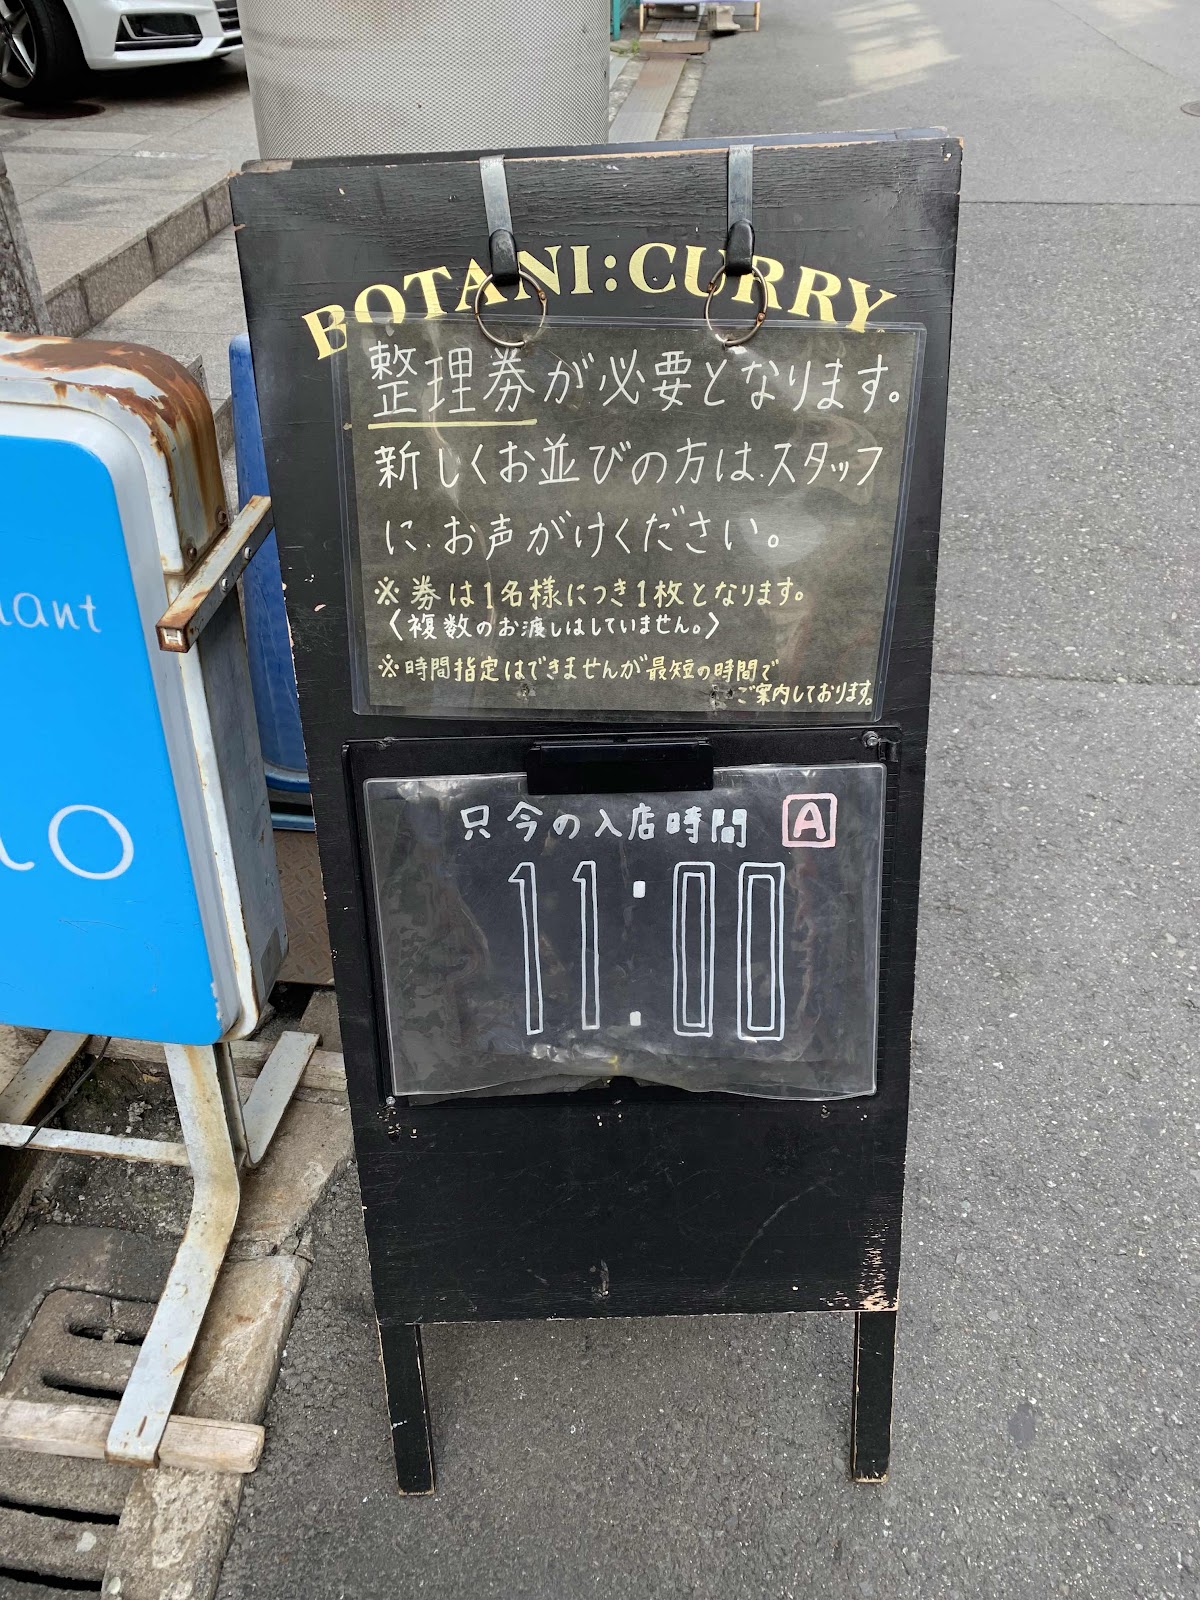 BOTANI:CURRY
整理券が必要となります。
新しくお並びの方は、スタッフ
に、お声がけください。
※券は1名様につき1枚となります。
〈複数のお渡しはしていません。〉
※時間指定はできませんが最短の時間で
ご案内しております。
只今の入店時間 A
11:00